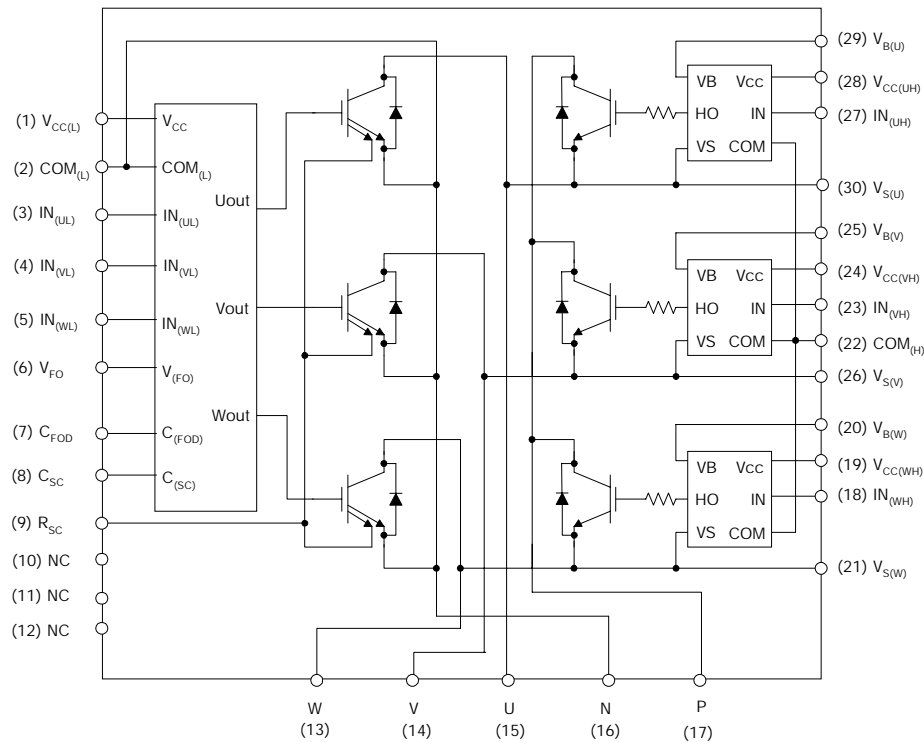 (1) VCC(L)
(2) COM(L)
(3) IN(UL)
(4) IN(VL)
(5) IN(WL)
(6) VFO
(7) CFOD
(8) CSC
(9) RSC
(10) NC
(11) NC
(12) NC
VCC
COM(L)
IN(UL)
IN(VL)
IN(WL)
V(FO)
C(FOD)
C(SC)
Uout
Vout
Wout
VB Vcc
HO IN
VS COM
VB Vcc
HO IN
VS COM
VB Vcc
HO IN
VS COM
(29) VB(U)
(28) VCC(UH)
(27) IN(UH)
(30) VS(U)
(25) VB(V)
(24) VCC(VH)
(23) IN(VH)
(22) COM(H)
(26) VS(V)
(20) VB(W)
(19) VCC(WH)
(18) IN(WH)
(21) VS(W)
W V U N P
(13) (14) (15) (16) (17)